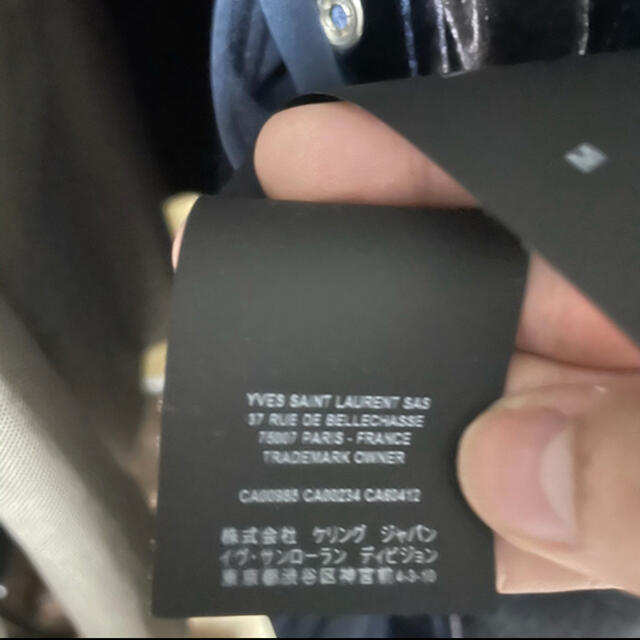 M
YVES SAINT LAURENT SAS
37 RUE DE BELLECHASSE
75007 PARIS - FRANCE
TRADEMARK OWNER
CA00985 CA00234 CA60412
株式会社 ケリング ジャパン
イヴ・サンローラン ディビジョン
東京都渋谷区神宮前4-3-10